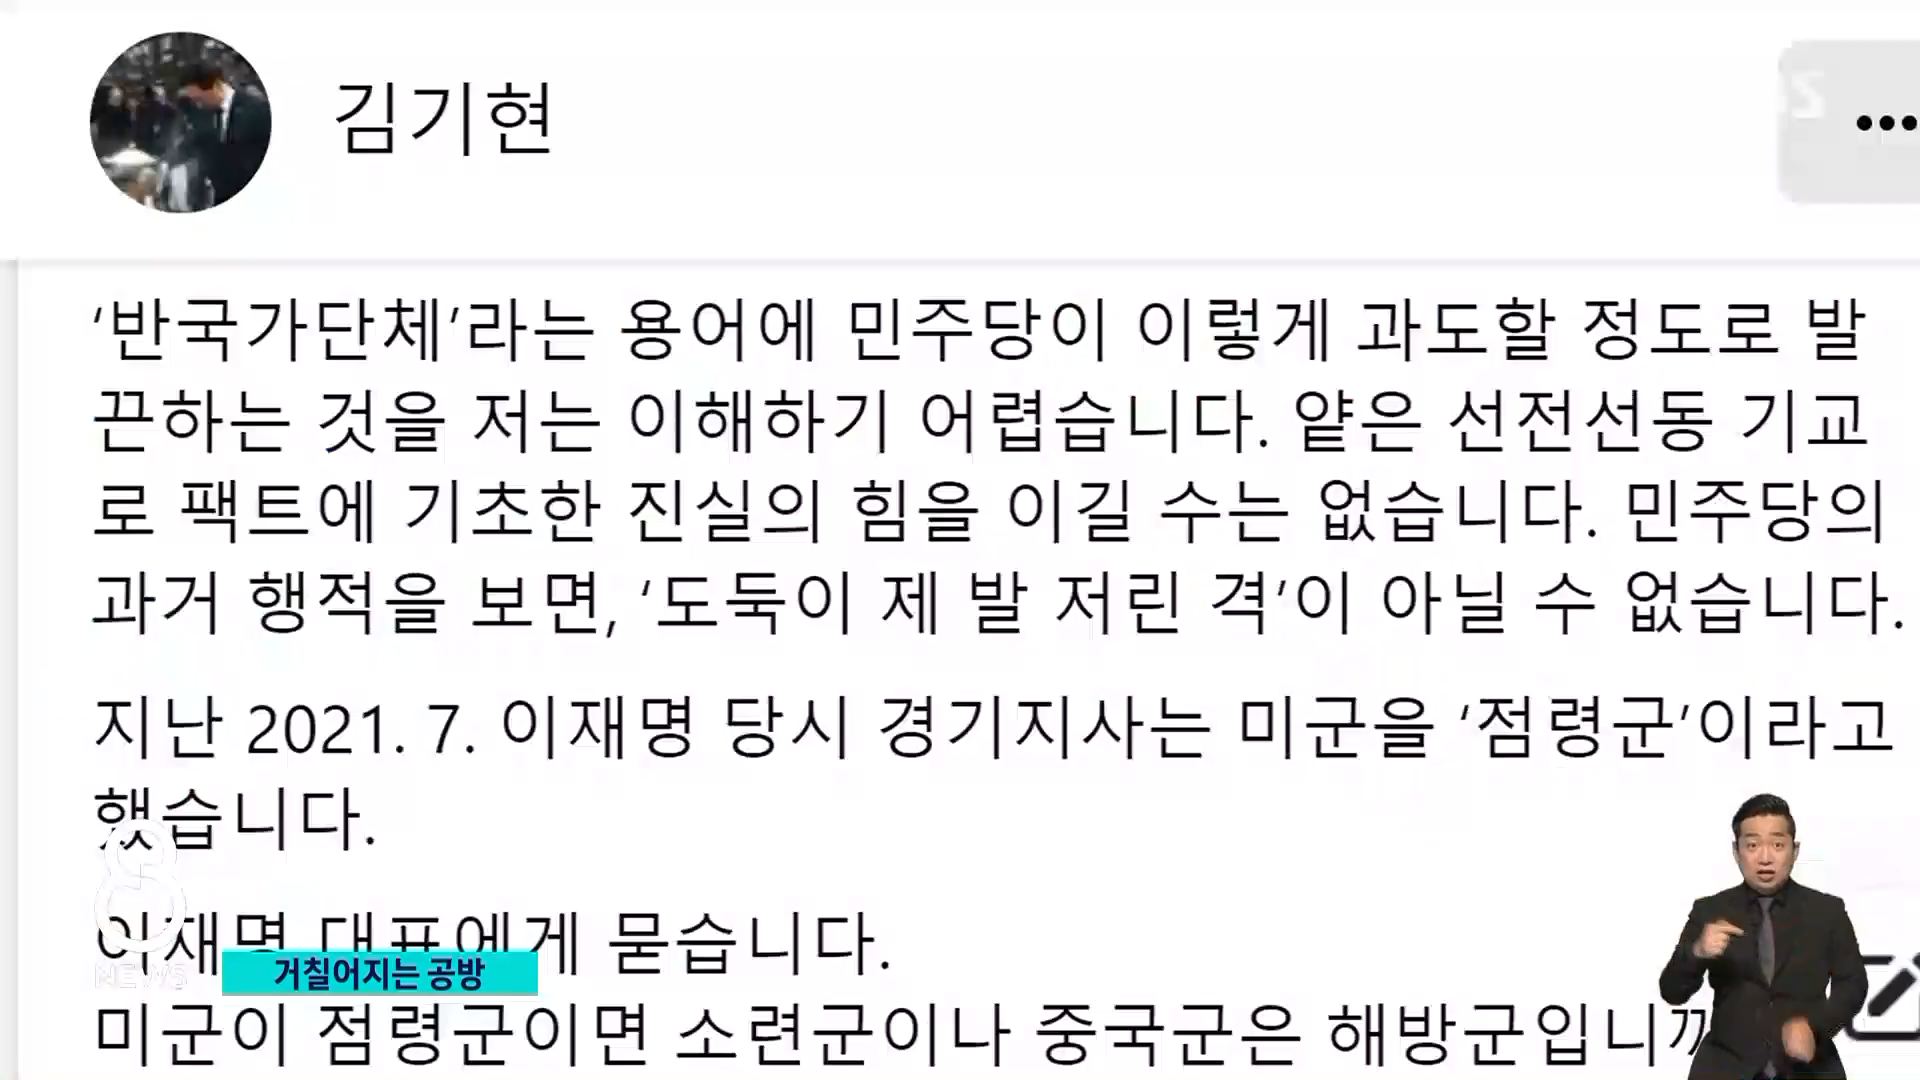 김기현
‘반국가단체’라는 용어에 민주당이 이렇게 과도할 정도로 발
끈하는 것을 저는 이해하기 어렵습니다. 얕은 선전선동 기교
로 팩트에 기초한 진실의 힘을 이길 수는 없습니다. 민주당의
과거 행적을 보면, ‘도둑이 제 발 저린 격’이 아닐 수 없습니다.
지난 2021. 7. 이재명 당시 경기지사는 미군을 ‘점령군’이라고
했습니다.
이재명 대표에게 묻습니다.
8 NEWS
거칠어지는 공방
미군이 점령군이면 소련군이나 중국군은 해방군입니까